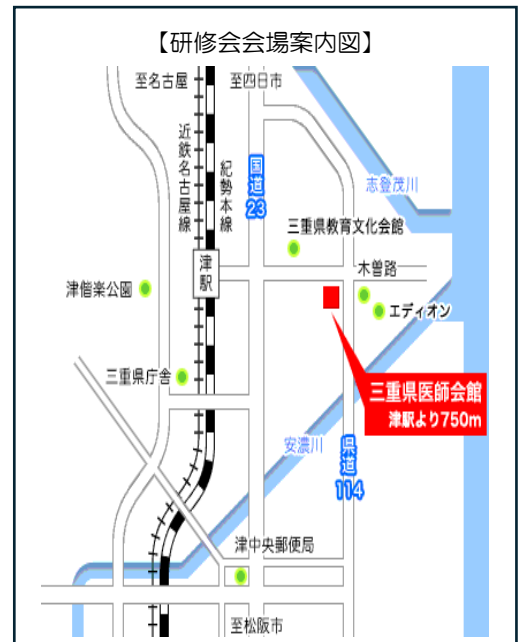 【研修会会場案内図】
至名古屋
至四日市
近鉄名古屋線
紀勢本線
国道
23
志登茂川
三重県教育文化会館
津駅
木曽路
津偕楽公園
エディオン
三重県庁舎
三重県医師会館
津駅より750m
安濃川
県道
114
津中央郵便局
至松阪市